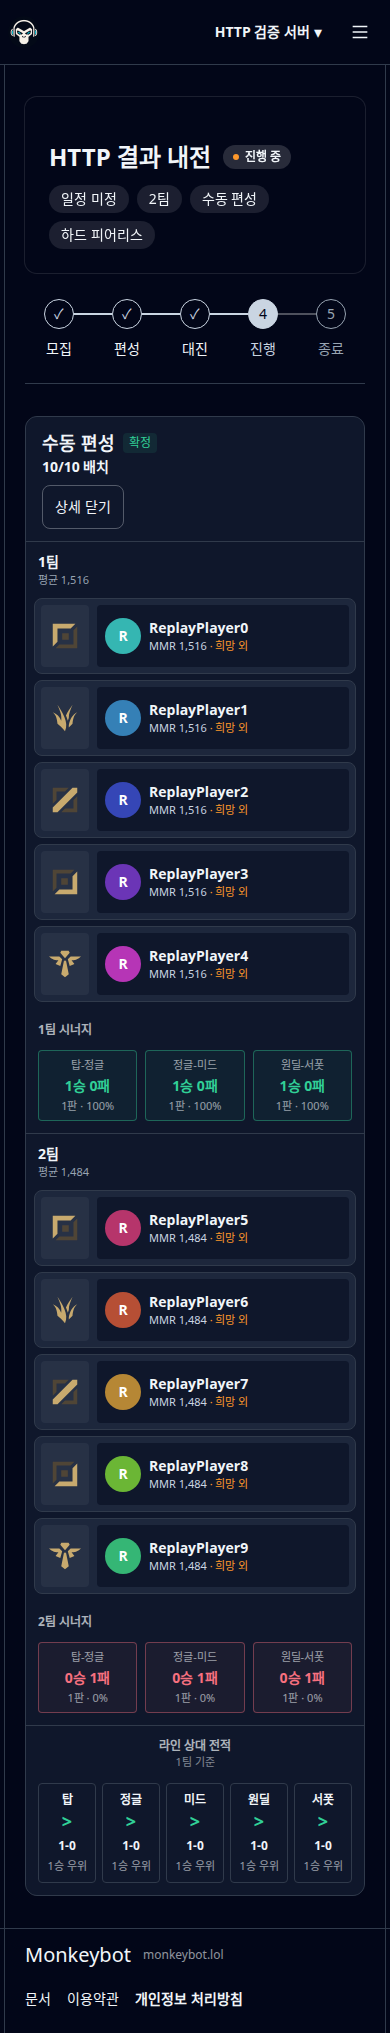 HTTP 검증 서버 ▾
HTTP 결과 내전 진행 중
일정 미정 2팀 수동 편성
하드 피어리스
✓ ✓ ✓ 4 5
모집 편성 대진 진행 종료
수동 편성 확정
10/10 배치
상세 닫기
1팀
평균 1,516
R ReplayPlayer0
MMR 1,516 · 희망 외
R ReplayPlayer1
MMR 1,516 · 희망 외
R ReplayPlayer2
MMR 1,516 · 희망 외
R ReplayPlayer3
MMR 1,516 · 희망 외
R ReplayPlayer4
MMR 1,516 · 희망 외
1팀 시너지
탑-정글 정글-미드 원딜-서폿
1승 0패 1승 0패 1승 0패
1판 · 100% 1판 · 100% 1판 · 100%
2팀
평균 1,484
R ReplayPlayer5
MMR 1,484 · 희망 외
R ReplayPlayer6
MMR 1,484 · 희망 외
R ReplayPlayer7
MMR 1,484 · 희망 외
R ReplayPlayer8
MMR 1,484 · 희망 외
R ReplayPlayer9
MMR 1,484 · 희망 외
2팀 시너지
탑-정글 정글-미드 원딜-서폿
0승 1패 0승 1패 0승 1패
1판 · 0% 1판 · 0% 1판 · 0%
라인 상대 전적
1팀 기준
탑 정글 미드 원딜 서폿
> > > > >
1-0 1-0 1-0 1-0 1-0
1승 우위 1승 우위 1승 우위 1승 우위 1승 우위
Monkeybot monkeybot.lol
문서 이용약관 개인정보 처리방침